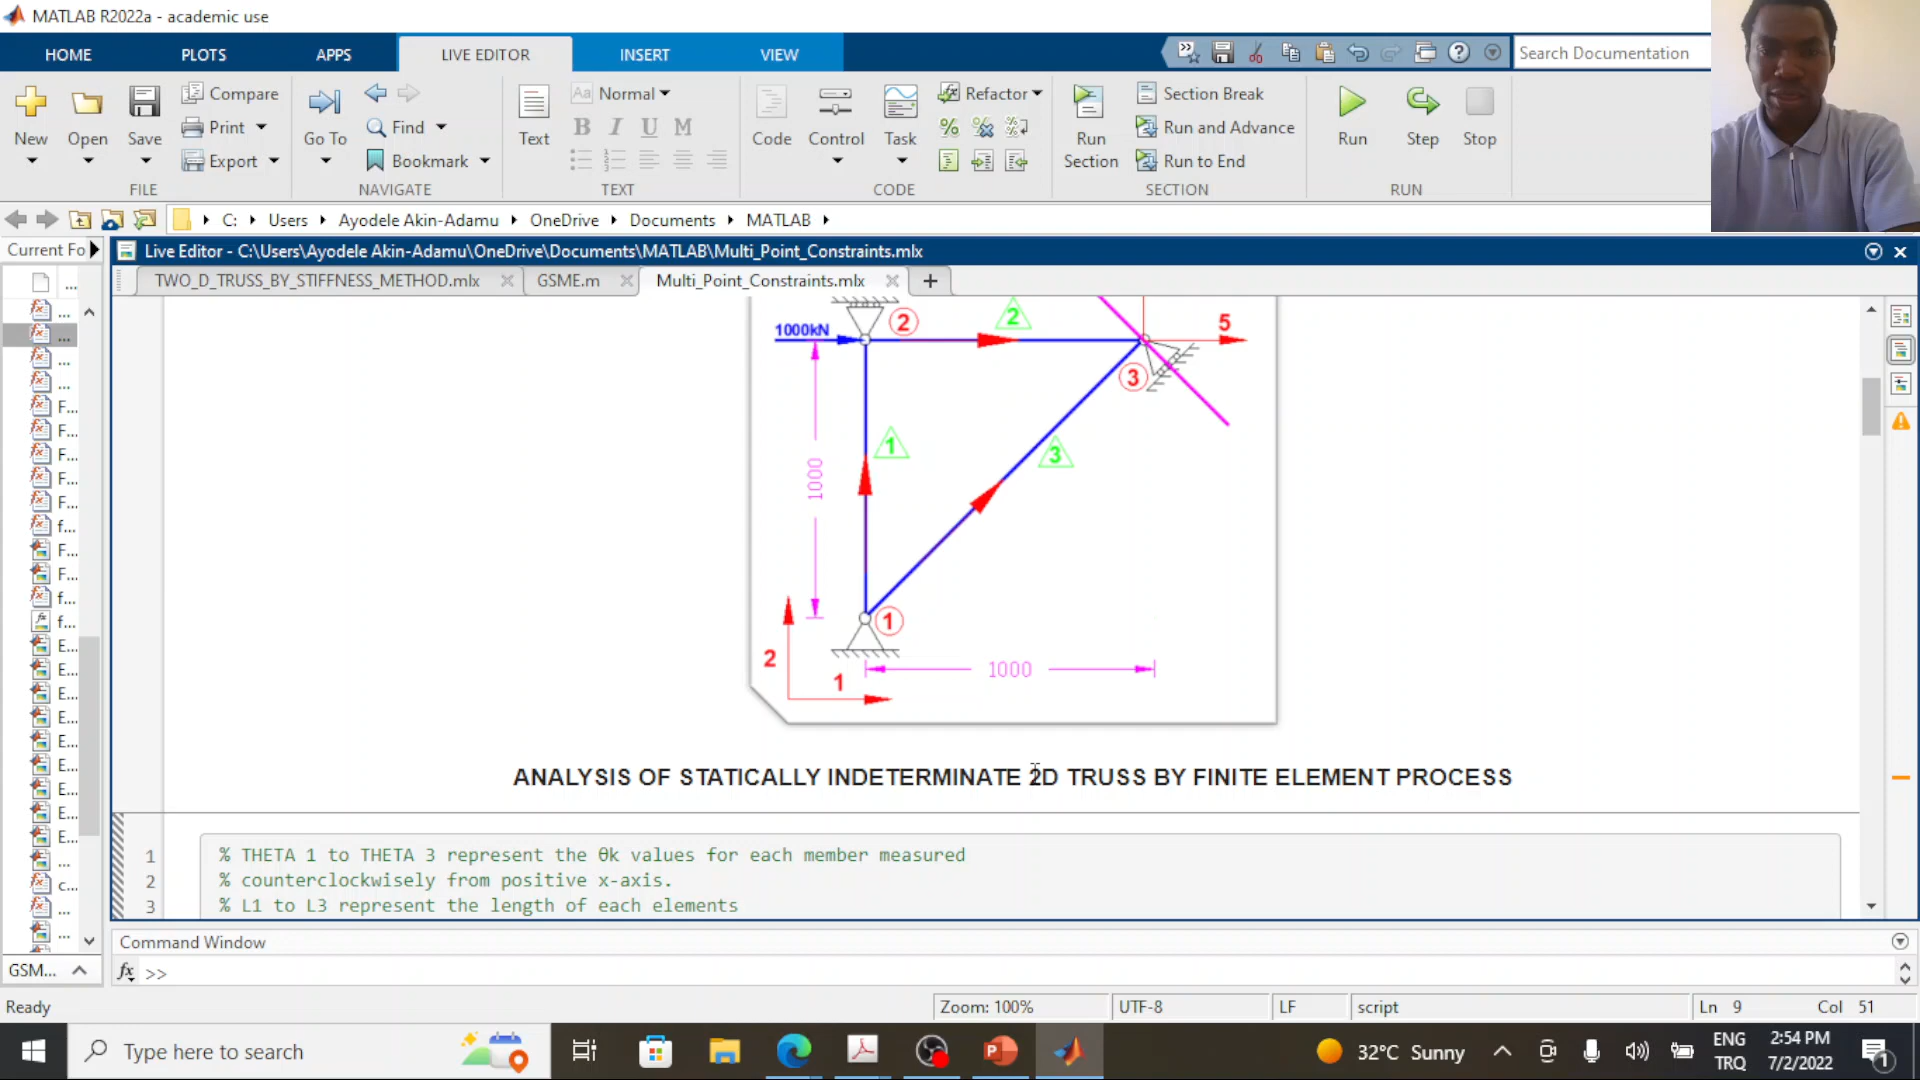 MATLAB R2022a - academic use
HOME PLOTS APPS LIVE EDITOR INSERT VIEW
Search Documentation
New Open Save Compare Print Export
FILE
Go To Find Bookmark
NAVIGATE
Text Aa Normal B I U M
TEXT
Code Control Task Refactor
CODE
Run Section Section Break Run and Advance Run to End
SECTION
Run Step Stop
RUN
C: Users Ayodele Akin-Adamu OneDrive Documents MATLAB
Current Fo
Live Editor - C:\Users\Ayodele Akin-Adamu\OneDrive\Documents\MATLAB\Multi_Point_Constraints.mlx
TWO_D_TRUSS_BY_STIFFNESS_METHOD.mlx GSME.m Multi_Point_Constraints.mlx
...
...
...
...
...
F...
F...
F...
F...
F...
f...
F...
F...
f...
f...
E...
E...
E...
E...
E...
E...
E...
E...
E...
...
c...
...
...
GSM...
1000kN
2
2
5
3
1
3
1000
1
2
1
1000
ANALYSIS OF STATICALLY INDETERMINATE 2D TRUSS BY FINITE ELEMENT PROCESS
1 % THETA 1 to THETA 3 represent the θk values for each member measured
2 % counterclockwisely from positive x-axis.
3 % L1 to L3 represent the length of each elements
Command Window
fx >>
Ready
Zoom: 100% UTF-8 LF script Ln 9 Col 51
Type here to search
32°C Sunny
ENG
TRQ
2:54 PM
7/2/2022
1